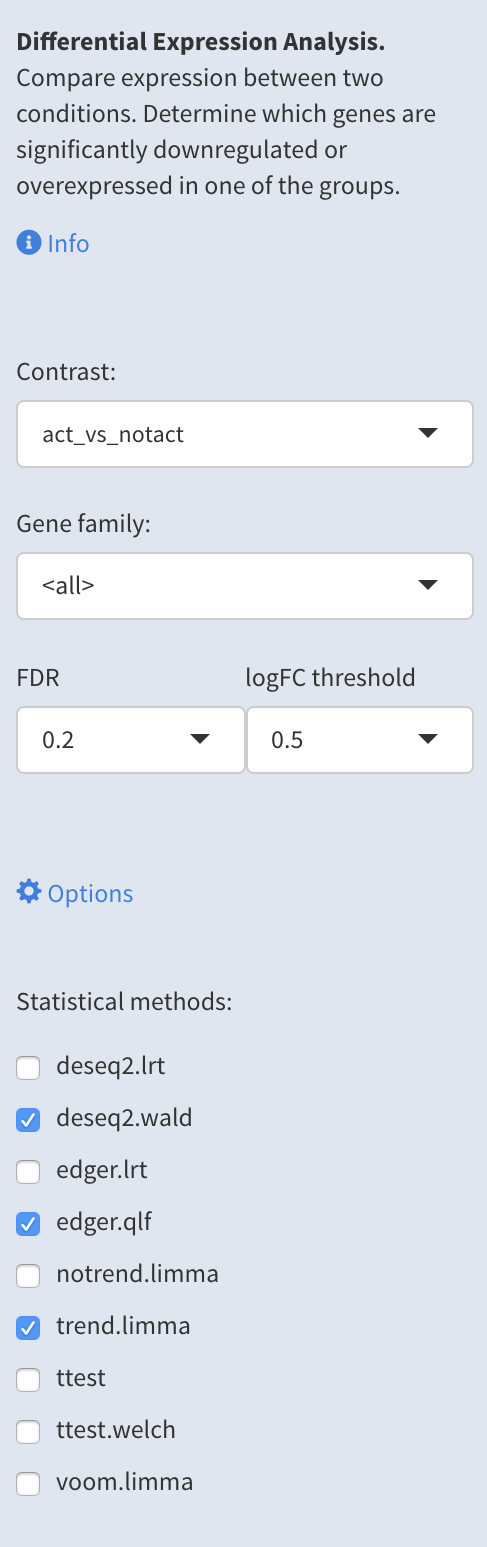 Differential Expression Analysis.
Compare expression between two
conditions. Determine which genes are
significantly downregulated or
overexpressed in one of the groups.
Info
Contrast:
act_vs_notact
Gene family:
<all>
FDR logFC threshold
0.2 0.5
Options
Statistical methods:
deseq2.lrt
deseq2.wald
edger.lrt
edger.qlf
notrend.limma
trend.limma
ttest
ttest.welch
voom.limma